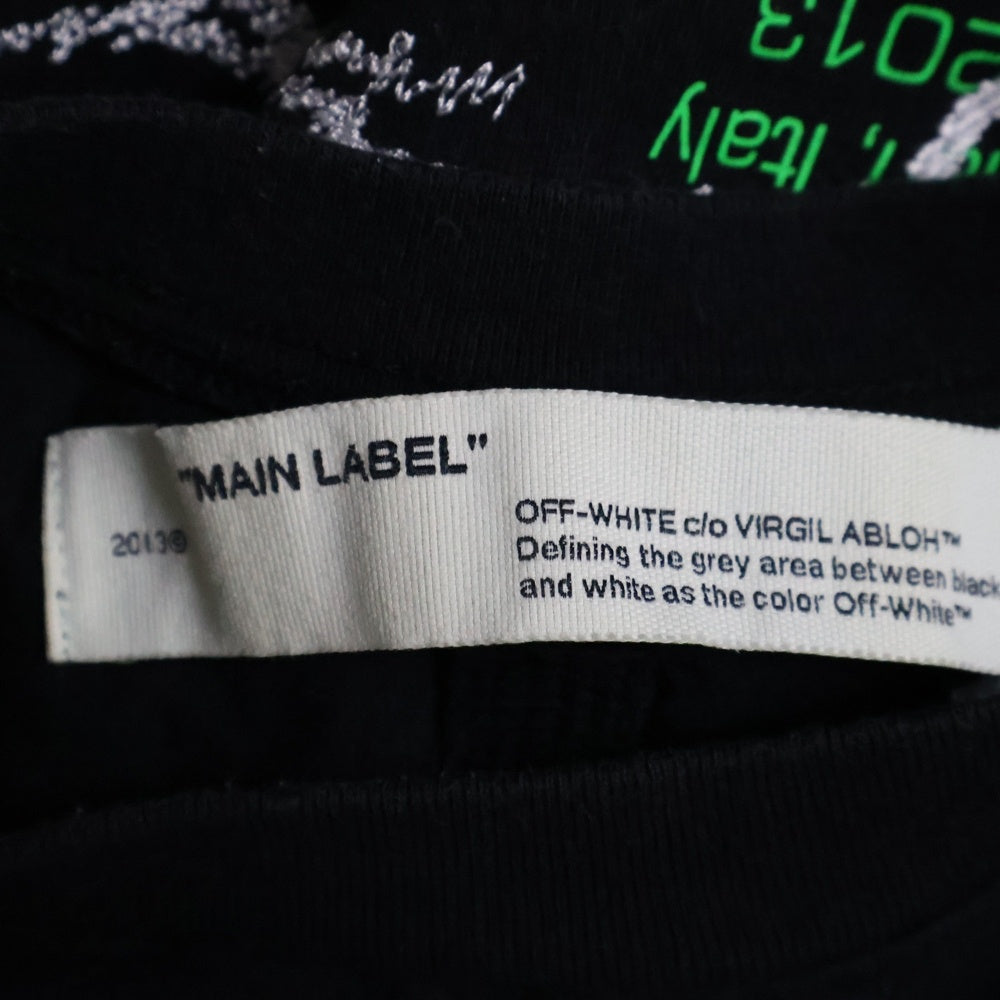 2013
, Italy
"MAIN LABEL"
2013©
OFF-WHITE c/o VIRGIL ABLOH™
Defining the grey area between black
and white as the color Off-White™